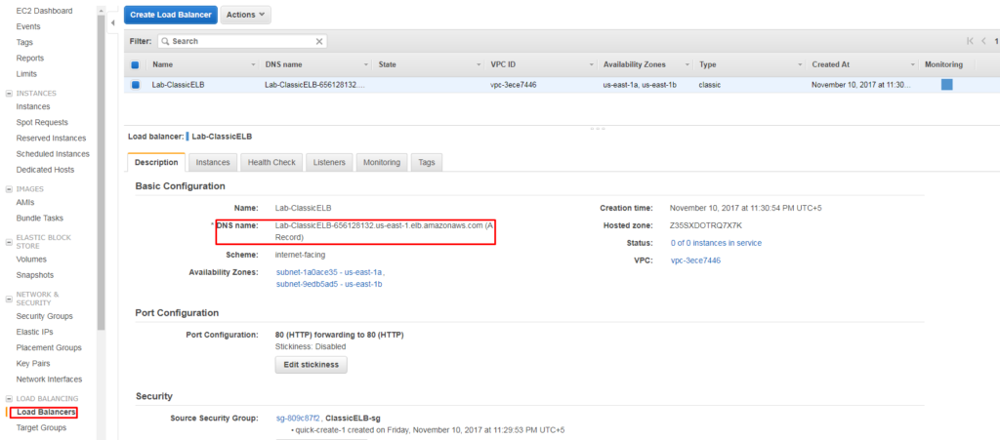 EC2 Dashboard
Events
Tags
Reports
Limits
INSTANCES
Instances
Spot Requests
Reserved Instances
Scheduled Instances
Dedicated Hosts
IMAGES
AMIs
Bundle Tasks
ELASTIC BLOCK
STORE
Volumes
Snapshots
NETWORK &
SECURITY
Security Groups
Elastic IPs
Placement Groups
Key Pairs
Network Interfaces
LOAD BALANCING
Load Balancers
Target Groups
Create Load Balancer Actions
Filter: Search 1
Name DNS name State VPC ID Availability Zones Type Created At Monitoring
Lab-ClassicELB Lab-ClassicELB-656128132.... vpc-3ece7446 us-east-1a, us-east-1b classic November 10, 2017 at 11:30...
Load balancer: Lab-ClassicELB
Description Instances Health Check Listeners Monitoring Tags
Basic Configuration
Name: Lab-ClassicELB Creation time: November 10, 2017 at 11:30:54 PM UTC+5
* DNS name: Lab-ClassicELB-656128132.us-east-1.elb.amazonaws.com (A Hosted zone: Z35SXDOTRQ7X7K
Record)
Status: 0 of 0 instances in service
Scheme: internet-facing
VPC: vpc-3ece7446
Availability Zones: subnet-1a0ace35 - us-east-1a,
subnet-9edb5ad5 - us-east-1b
Port Configuration
Port Configuration: 80 (HTTP) forwarding to 80 (HTTP)
Stickiness: Disabled
Edit stickiness
Security
Source Security Group: sg-809c87f2, ClassicELB-sg
• quick-create-1 created on Friday, November 10, 2017 at 11:29:53 PM UTC+5